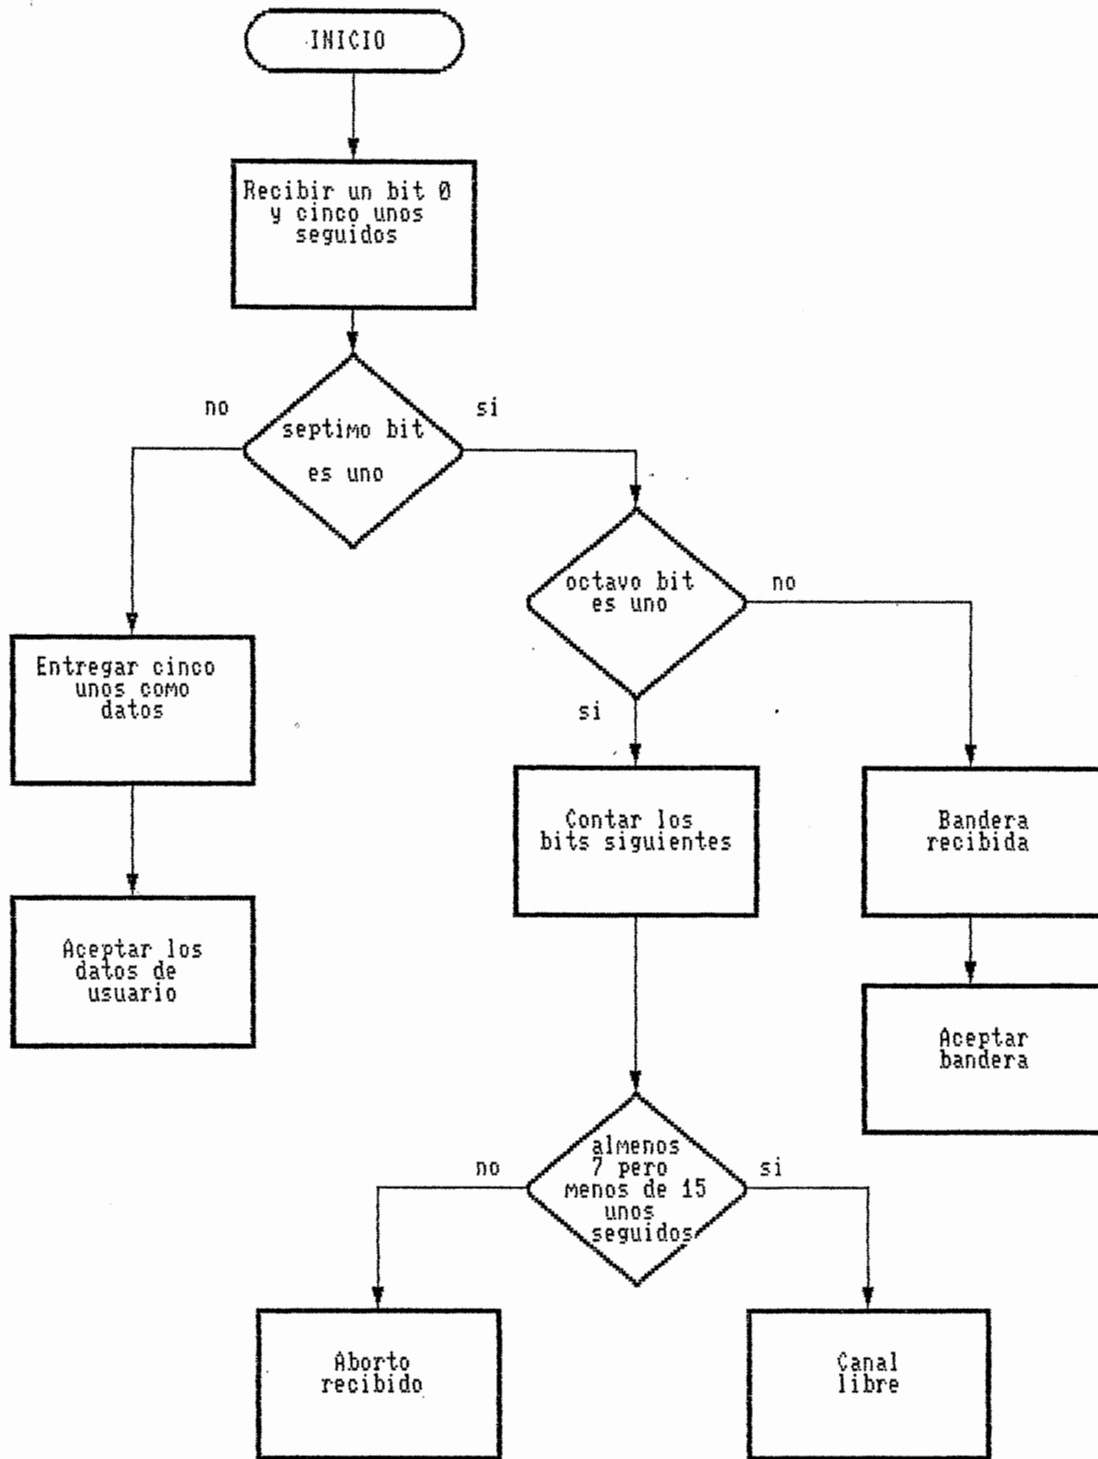 INICIO
Recibir un bit 0
y cinco unos
seguidos
no
si
septimo bit
es uno
octavo bit
es uno
no
si
Entregar cinco
unos como
datos
Contar los
bits siguientes
Bandera
recibida
Aceptar los
datos de
usuario
Aceptar
bandera
almenos
7 pero
menos de 15
unos
seguidos
no
si
Aborto
recibido
Canal
libre